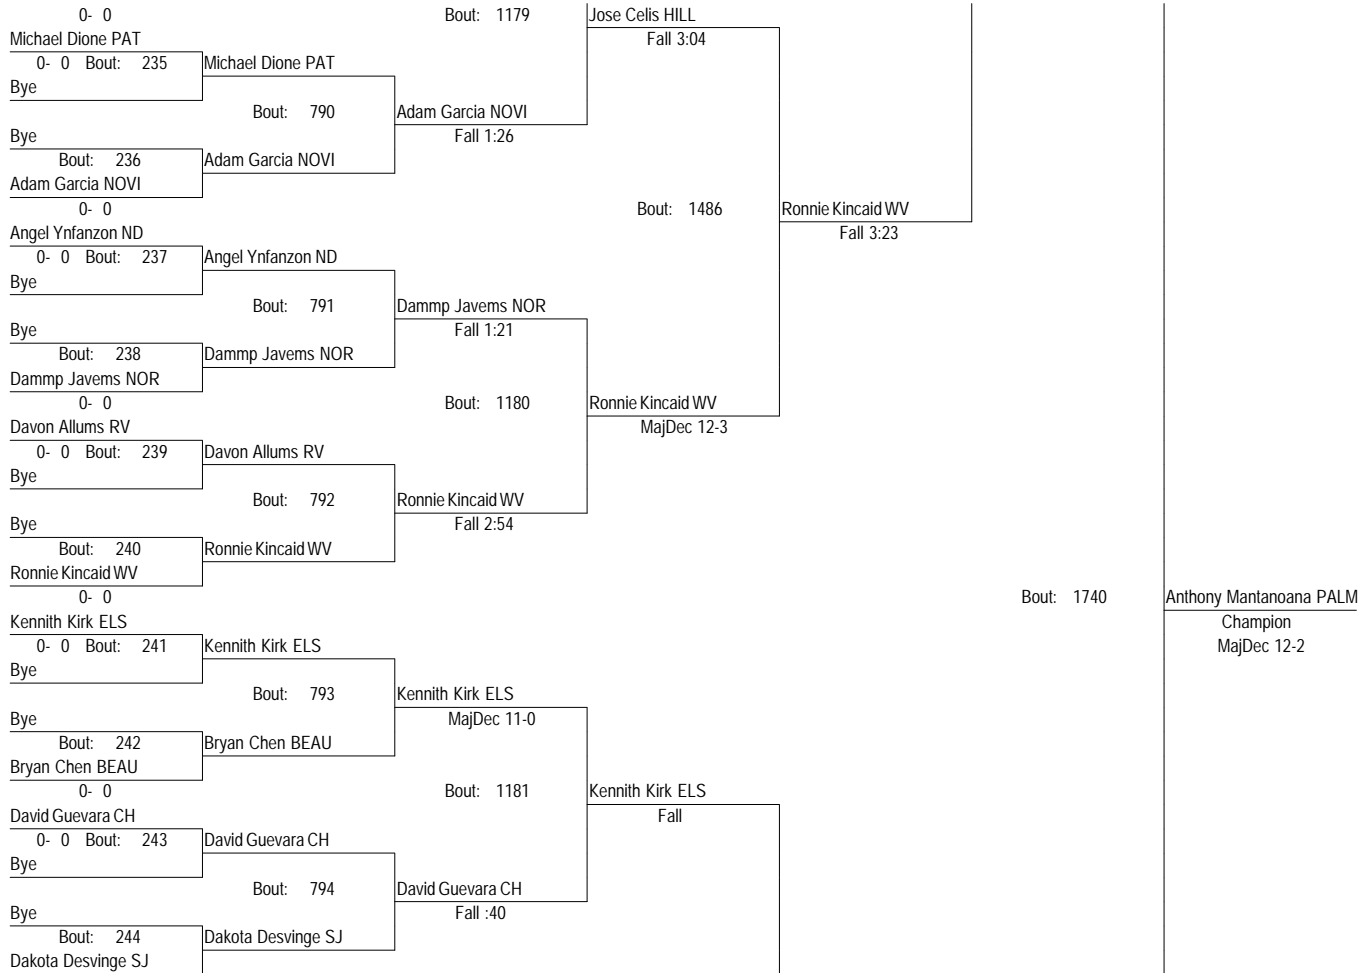 0- 0 Bout: 1179 Jose Celis HILL
Michael Dione PAT Fall 3:04
0- 0 Bout: 235 Michael Dione PAT
Bye
Bout: 790 Adam Garcia NOVI
Bye Fall 1:26
Bout: 236 Adam Garcia NOVI
Adam Garcia NOVI
0- 0 Bout: 1486 Ronnie Kincaid WV
Angel Ynfanzon ND Fall 3:23
0- 0 Bout: 237 Angel Ynfanzon ND
Bye
Bout: 791 Dammp Javems NOR
Bye Fall 1:21
Bout: 238 Dammp Javems NOR
Dammp Javems NOR
0- 0 Bout: 1180 Ronnie Kincaid WV
Davon Allums RV MajDec 12-3
0- 0 Bout: 239 Davon Allums RV
Bye
Bout: 792 Ronnie Kincaid WV
Bye Fall 2:54
Bout: 240 Ronnie Kincaid WV
Ronnie Kincaid WV
0- 0 Bout: 1740 Anthony Mantanoana PALM
Kennith Kirk ELS Champion
0- 0 Bout: 241 Kennith Kirk ELS MajDec 12-2
Bye
Bout: 793 Kennith Kirk ELS
Bye MajDec 11-0
Bout: 242 Bryan Chen BEAU
Bryan Chen BEAU
0- 0 Bout: 1181 Kennith Kirk ELS
David Guevara CH Fall
0- 0 Bout: 243 David Guevara CH
Bye
Bout: 794 David Guevara CH
Bye Fall :40
Bout: 244 Dakota Desvinge SJ
Dakota Desvinge SJ